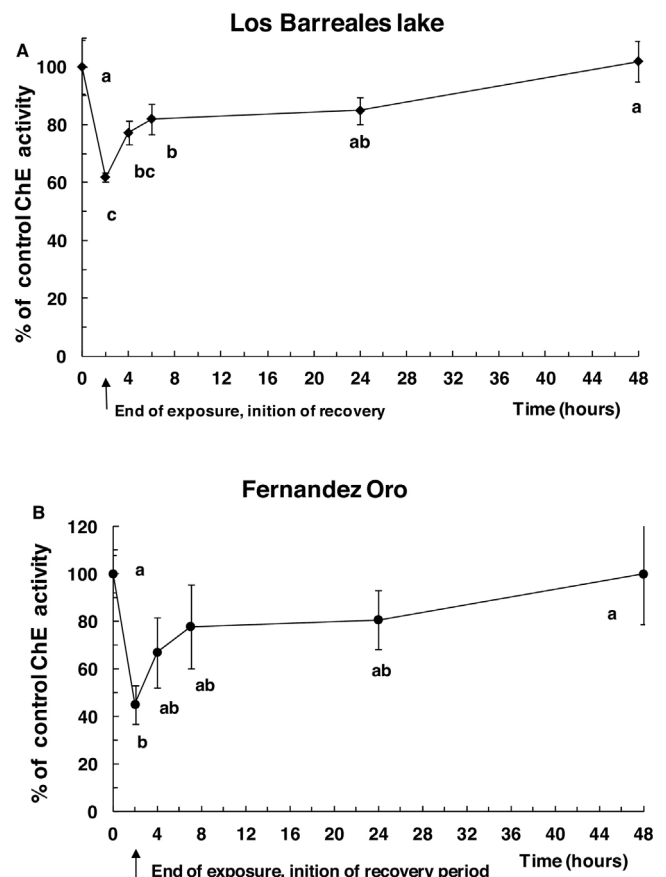 Los Barreales lake
A
% of control ChE activity
100
80
60
40
20
0
a
c
bc
b
ab
a
0 4 8 12 16 20 24 28 32 36 40 44 48
End of exposure, inition of recovery
Time (hours)
Fernandez Oro
B
% of control ChE activity
120
100
80
60
40
20
0
a
b
ab
ab
ab
a
0 4 8 12 16 20 24 28 32 36 40 44 48
Time (hours)
End of exposure, inition of recovery period